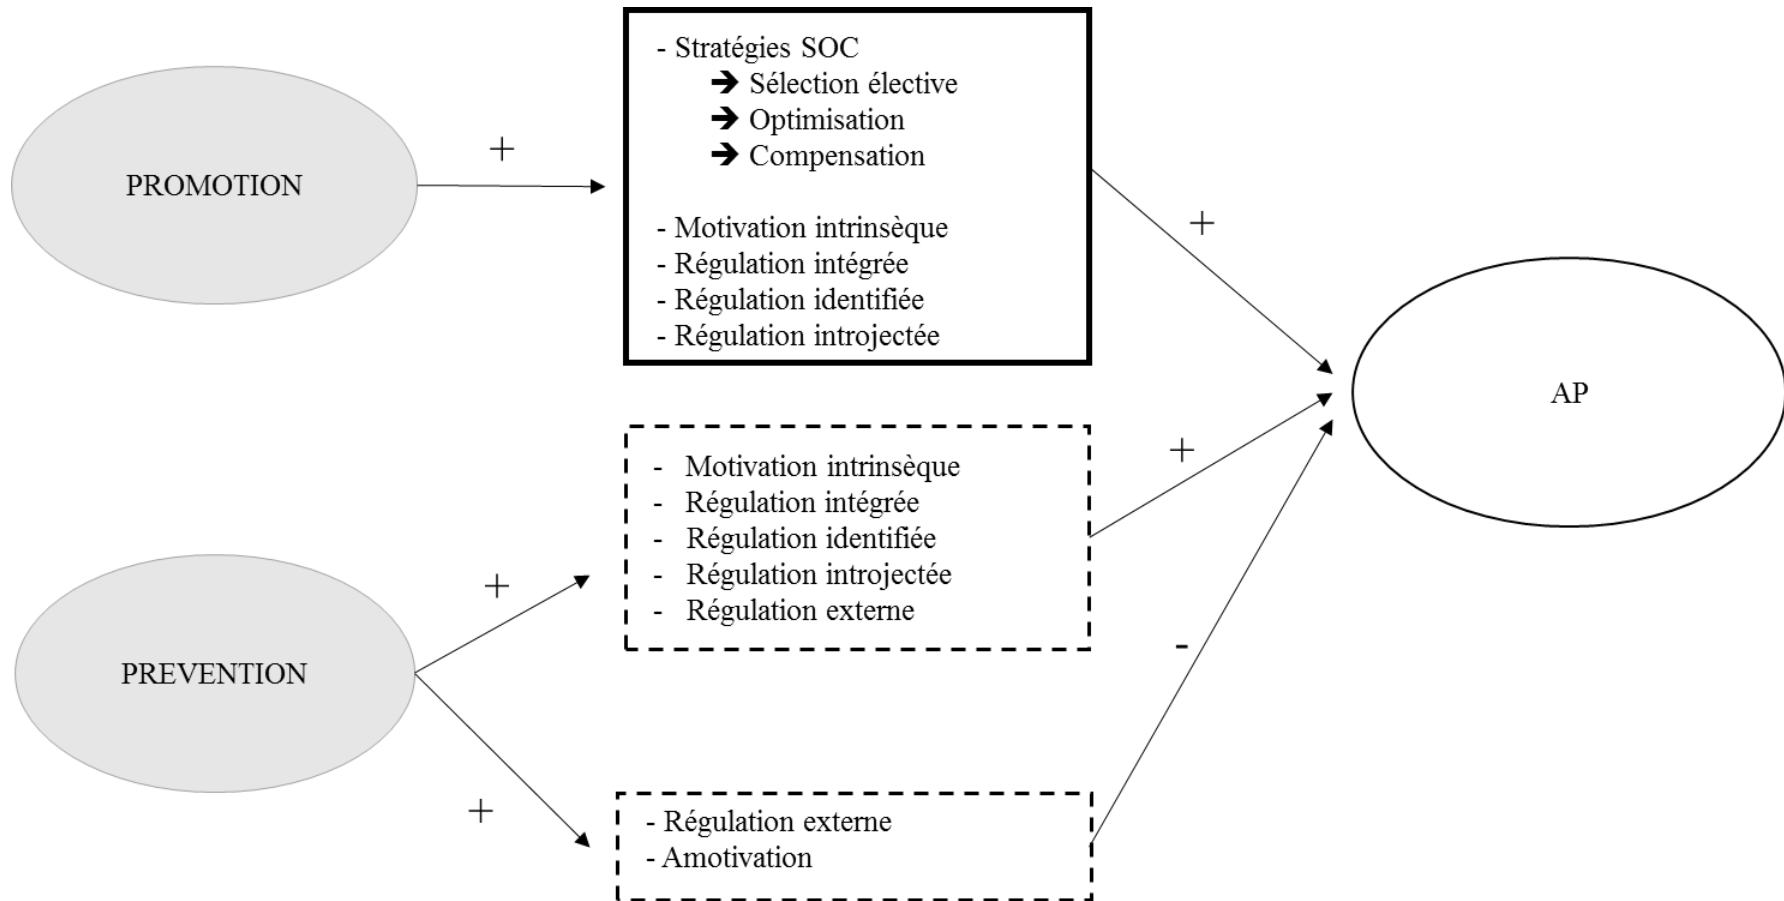 PROMOTION
+
- Stratégies SOC
➔ Sélection élective
➔ Optimisation
➔ Compensation
- Motivation intrinsèque
- Régulation intégrée
- Régulation identifiée
- Régulation introjectée
+
AP
PREVENTION
+
- Motivation intrinsèque
- Régulation intégrée
- Régulation identifiée
- Régulation introjectée
- Régulation externe
+
+
- Régulation externe
- Amotivation
-